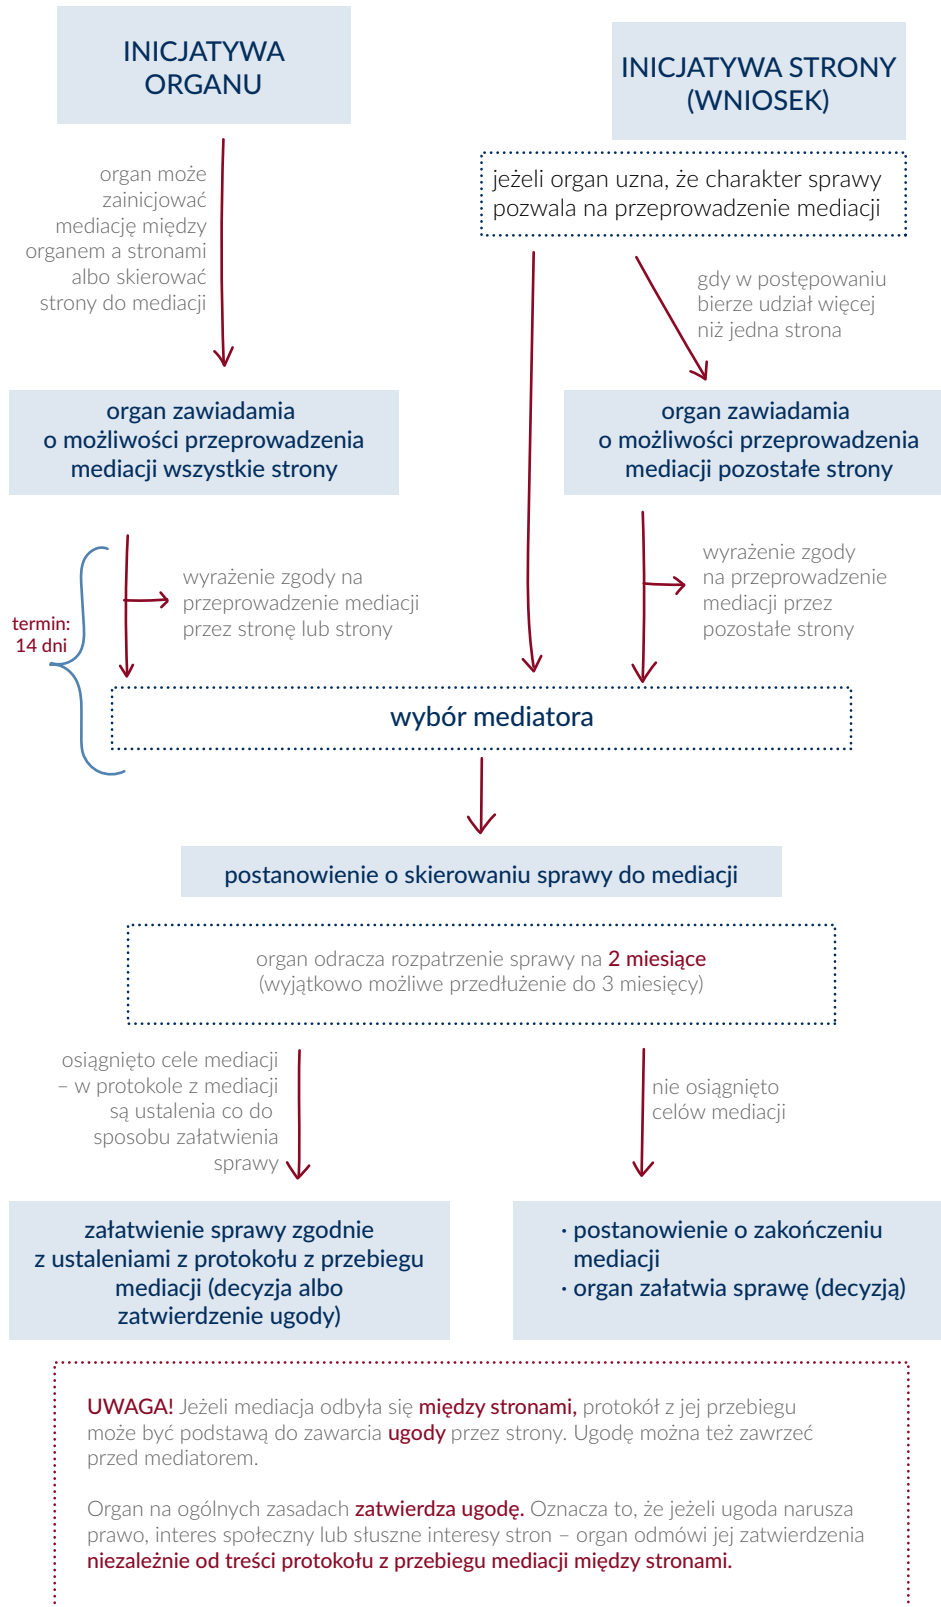 INICJATYWA
ORGANU
INICJATYWA STRONY
(WNIOSEK)
organ może
zainicjować
mediację między
organem a stronami
albo skierować
strony do mediacji
jeżeli organ uzna, że charakter sprawy
pozwala na przeprowadzenie mediacji
gdy w postępowaniu
bierze udział więcej
niż jedna strona
organ zawiadamia
o możliwości przeprowadzenia
mediacji wszystkie strony
organ zawiadamia
o możliwości przeprowadzenia
mediacji pozostałe strony
termin:
14 dni
wyrażenie zgody na
przeprowadzenie mediacji
przez stronę lub strony
wyrażenie zgody
na przeprowadzenie
mediacji przez
pozostałe strony
wybór mediatora
postanowienie o skierowaniu sprawy do mediacji
organ odracza rozpatrzenie sprawy na 2 miesiące
(wyjątkowo możliwe przedłużenie do 3 miesięcy)
osiągnięto cele mediacji
– w protokole z mediacji
są ustalenia co do
sposobu załatwienia
sprawy
nie osiągnięto
celów mediacji
załatwienie sprawy zgodnie
z ustaleniami z protokołu z przebiegu
mediacji (decyzja albo
zatwierdzenie ugody)
· postanowienie o zakończeniu
mediacji
· organ załatwia sprawę (decyzją)
UWAGA! Jeżeli mediacja odbyła się między stronami, protokół z jej przebiegu
może być podstawą do zawarcia ugody przez strony. Ugodę można też zawrzeć
przed mediatorem.
Organ na ogólnych zasadach zatwierdza ugodę. Oznacza to, że jeżeli ugoda narusza
prawo, interes społeczny lub słuszne interesy stron – organ odmówi jej zatwierdzenia
niezależnie od treści protokołu z przebiegu mediacji między stronami.